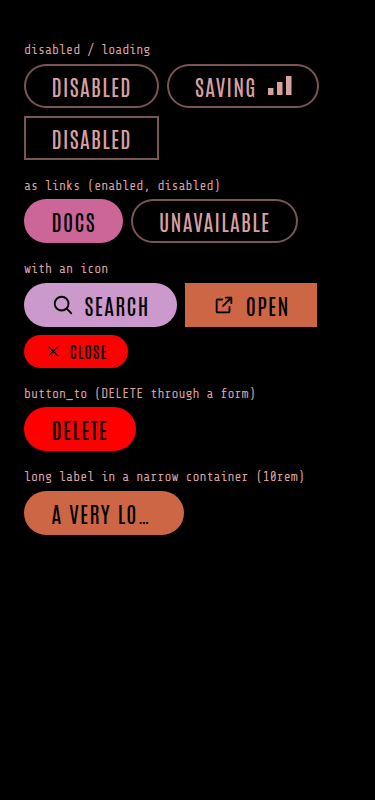 disabled / loading
DISABLED
SAVING
DISABLED
as links (enabled, disabled)
DOCS
UNAVAILABLE
with an icon
SEARCH
OPEN
CLOSE
button_to (DELETE through a form)
DELETE
long label in a narrow container (10rem)
A VERY LO…